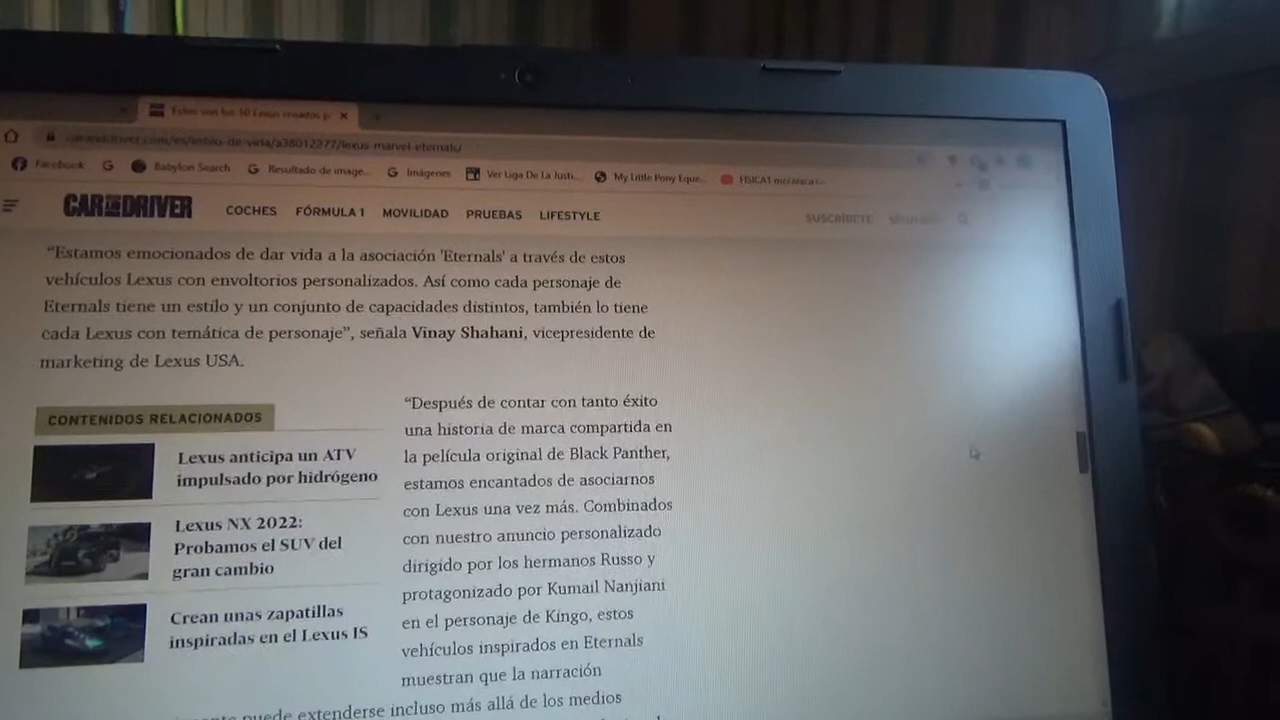 Estos son los 10 Lexus creados p
caranddriver.com/es/estilo-de-vida/a38012277/lexus-marvel-eternals/
Facebook G Babylon Search G Resultado de image... G Imágenes Ver Liga De La Justi... My Little Pony Eque... FISICA1
CAR AND DRIVER COCHES FÓRMULA 1 MOVILIDAD PRUEBAS LIFESTYLE SUSCRÍBETE
“Estamos emocionados de dar vida a la asociación 'Eternals' a través de estos
vehículos Lexus con envoltorios personalizados. Así como cada personaje de
Eternals tiene un estilo y un conjunto de capacidades distintos, también lo tiene
cada Lexus con temática de personaje”, señala Vinay Shahani, vicepresidente de
marketing de Lexus USA.
CONTENIDOS RELACIONADOS
Lexus anticipa un ATV
impulsado por hidrógeno
Lexus NX 2022:
Probamos el SUV del
gran cambio
Crean unas zapatillas
inspiradas en el Lexus IS
“Después de contar con tanto éxito
una historia de marca compartida en
la película original de Black Panther,
estamos encantados de asociarnos
con Lexus una vez más. Combinados
con nuestro anuncio personalizado
dirigido por los hermanos Russo y
protagonizado por Kumail Nanjiani
en el personaje de Kingo, estos
vehículos inspirados en Eternals
muestran que la narración
puede extenderse incluso más allá de los medios